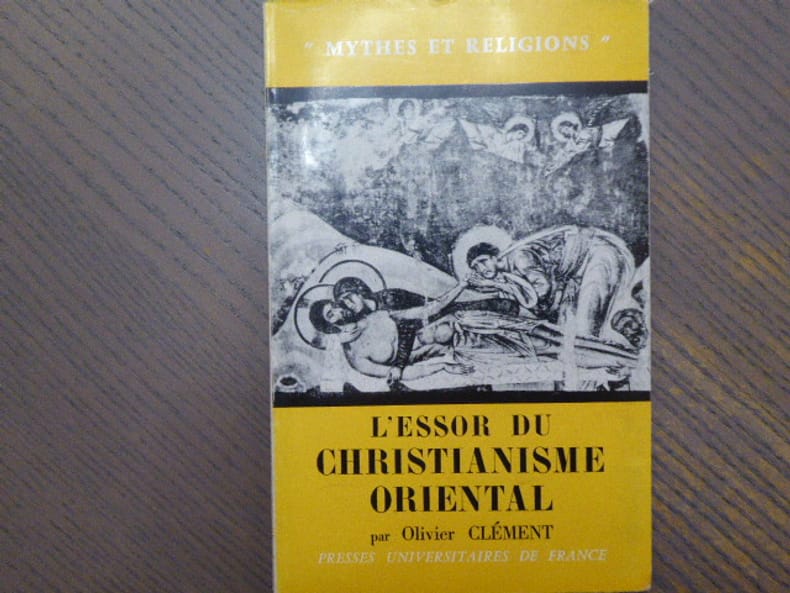 " MYTHES ET RELIGIONS "
L'ESSOR DU
CHRISTIANISME
ORIENTAL
par Olivier CLÉMENT
PRESSES UNIVERSITAIRES DE FRANCE